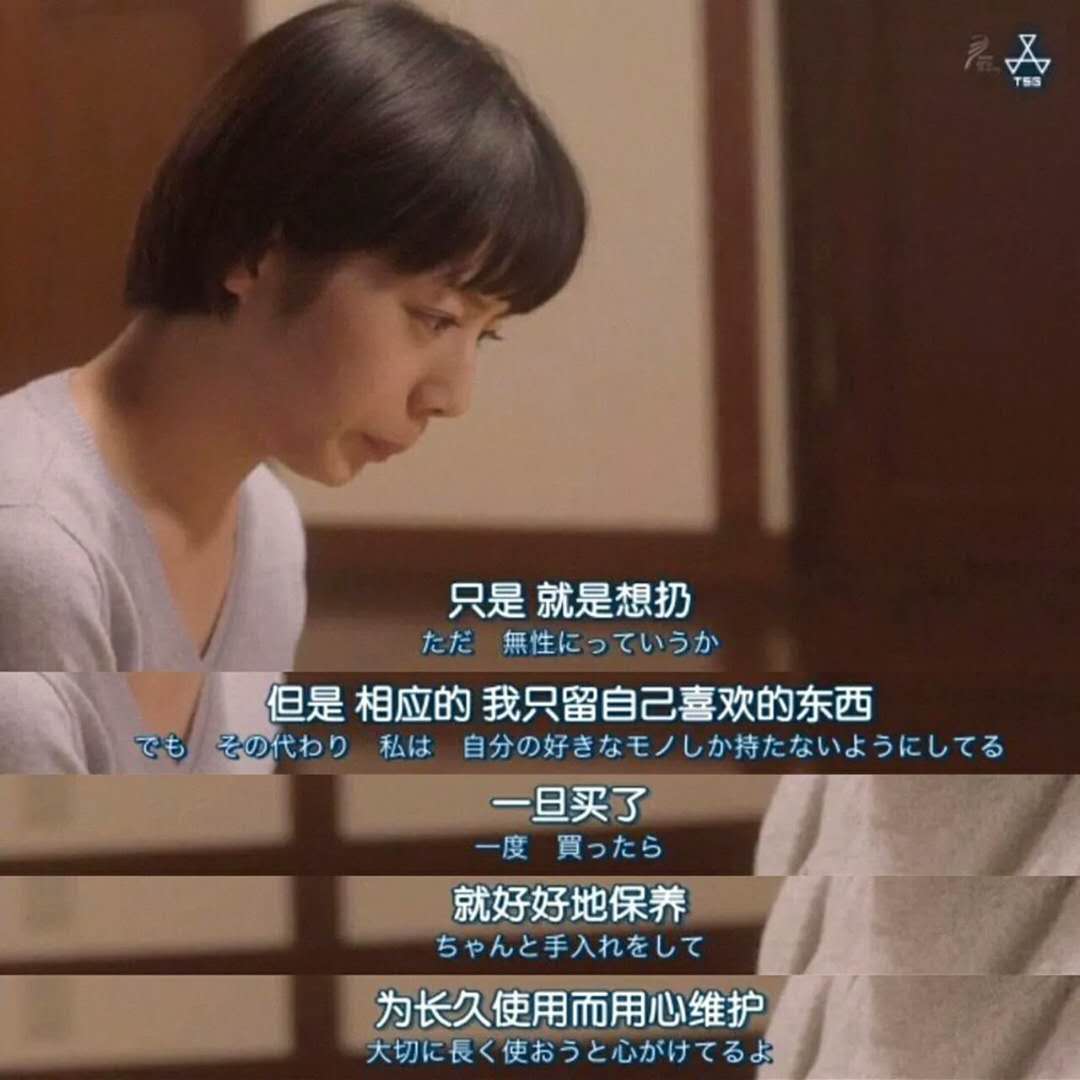 TSG
只是 就是想扔
ただ 無性にっていうか
但是 相应的 我只留自己喜欢的东西
でも その代わり 私は 自分の好きなモノしか持たないようにしてる
一旦买了
一度 買ったら
就好好地保养
ちゃんと手入れをして
为长久使用而用心维护
大切に長く使おうと心がけてるよ